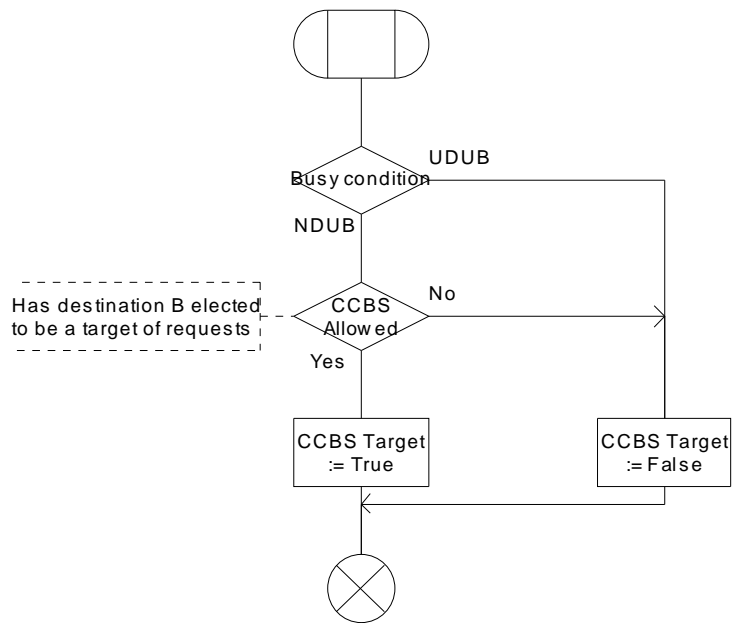 Busy condition
UDUB
NDUB
Has destination B elected
to be a target of requests
CCBS
Allowed
No
Yes
CCBS Target
:= True
CCBS Target
:= False